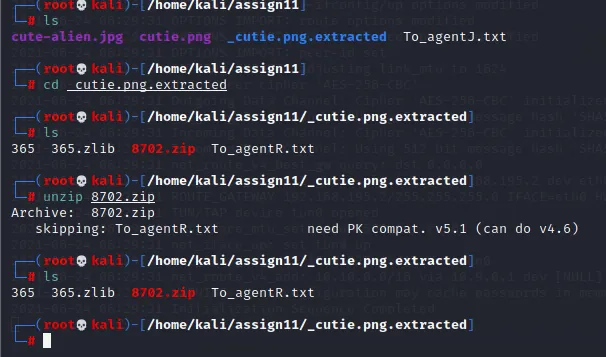 ┌──(root💀kali)-[/home/kali/assign11]
└─# ls
cute-alien.jpg  cutie.png  _cutie.png.extracted  To_agentJ.txt
┌──(root💀kali)-[/home/kali/assign11]
└─# cd _cutie.png.extracted
┌──(root💀kali)-[/home/kali/assign11/_cutie.png.extracted]
└─# ls
365  365.zlib  8702.zip  To_agentR.txt
┌──(root💀kali)-[/home/kali/assign11/_cutie.png.extracted]
└─# unzip 8702.zip
Archive:  8702.zip
   skipping: To_agentR.txt           need PK compat. v5.1 (can do v4.6)
┌──(root💀kali)-[/home/kali/assign11/_cutie.png.extracted]
└─# ls
365  365.zlib  8702.zip  To_agentR.txt
┌──(root💀kali)-[/home/kali/assign11/_cutie.png.extracted]
└─#